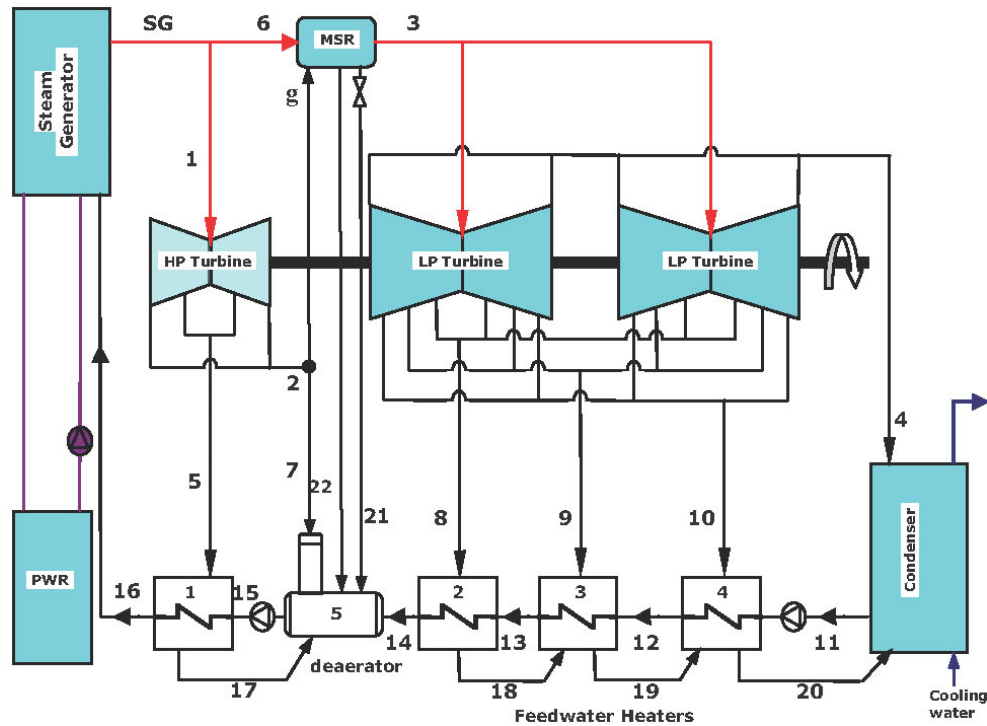 SG
6
MSR
3
Steam
Generator
g
1
HP Turbine
LP Turbine
LP Turbine
2
4
5
7
22
21
8
9
10
PWR
Condenser
16
1
15
5
2
3
4
14
13
12
11
deaerator
17
18
19
20
Cooling
water
Feedwater Heaters